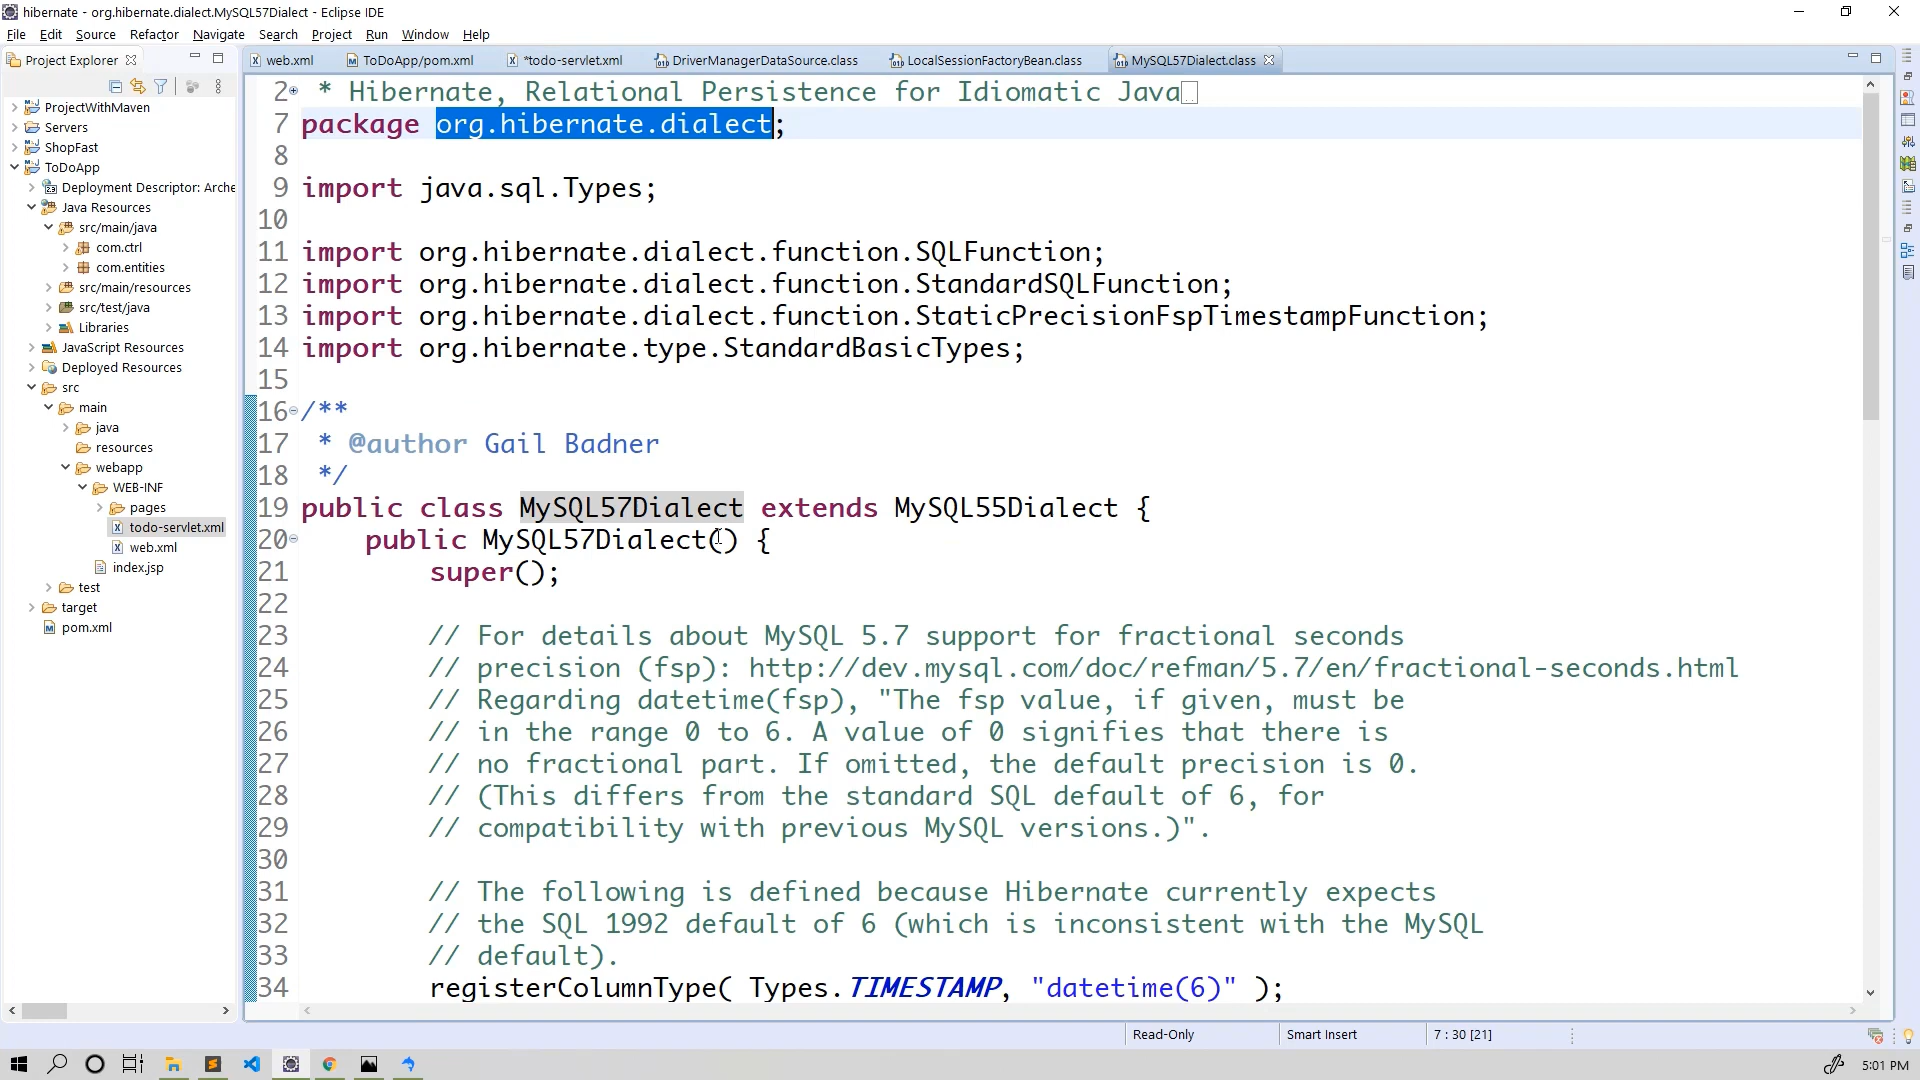 hibernate - org.hibernate.dialect.MySQL57Dialect - Eclipse IDE
File Edit Source Refactor Navigate Search Project Run Window Help
Project Explorer
web.xml ToDoApp/pom.xml *todo-servlet.xml DriverManagerDataSource.class LocalSessionFactoryBean.class MySQL57Dialect.class
ProjectWithMaven
Servers
ShopFast
ToDoApp
Deployment Descriptor: Arche
Java Resources
src/main/java
com.ctrl
com.entities
src/main/resources
src/test/java
Libraries
JavaScript Resources
Deployed Resources
src
main
java
resources
webapp
WEB-INF
pages
todo-servlet.xml
web.xml
index.jsp
test
target
pom.xml
2 * Hibernate, Relational Persistence for Idiomatic Java
7 package org.hibernate.dialect;
8
9 import java.sql.Types;
10
11 import org.hibernate.dialect.function.SQLFunction;
12 import org.hibernate.dialect.function.StandardSQLFunction;
13 import org.hibernate.dialect.function.StaticPrecisionFspTimestampFunction;
14 import org.hibernate.type.StandardBasicTypes;
15
16 /**
17 * @author Gail Badner
18 */
19 public class MySQL57Dialect extends MySQL55Dialect {
20 public MySQL57Dialect() {
21 super();
22
23 // For details about MySQL 5.7 support for fractional seconds
24 // precision (fsp): http://dev.mysql.com/doc/refman/5.7/en/fractional-seconds.html
25 // Regarding datetime(fsp), "The fsp value, if given, must be
26 // in the range 0 to 6. A value of 0 signifies that there is
27 // no fractional part. If omitted, the default precision is 0.
28 // (This differs from the standard SQL default of 6, for
29 // compatibility with previous MySQL versions.)".
30
31 // The following is defined because Hibernate currently expects
32 // the SQL 1992 default of 6 (which is inconsistent with the MySQL
33 // default).
34 registerColumnType( Types.TIMESTAMP, "datetime(6)" );
Read-Only Smart Insert 7 : 30 [21]
5:01 PM